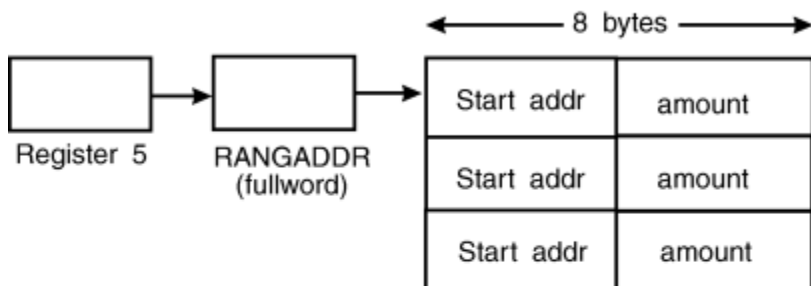 8 bytes
Start addr amount
Register 5
RANGADDR
(fullword)
Start addr amount
Start addr amount